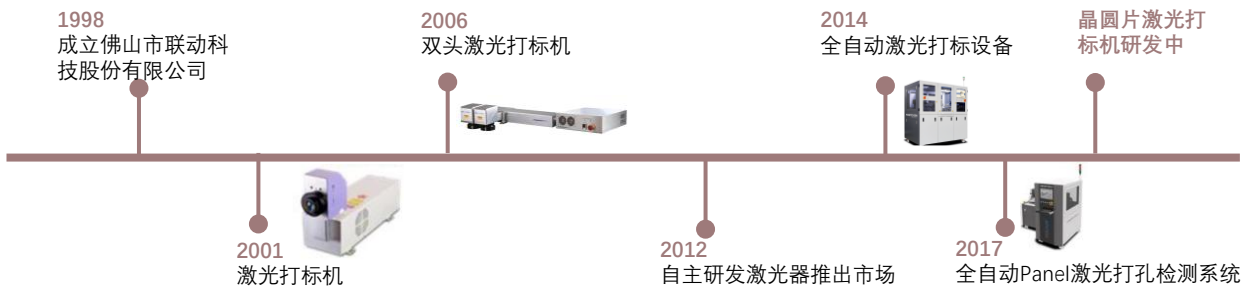 1998
成立佛山市联动科
技股份有限公司
2001
激光打标机
2006
双头激光打标机
2012
自主研发激光器推出市场
2014
全自动激光打标设备
2017
全自动Panel激光打孔检测系统
晶圆片激光打
标机研发中